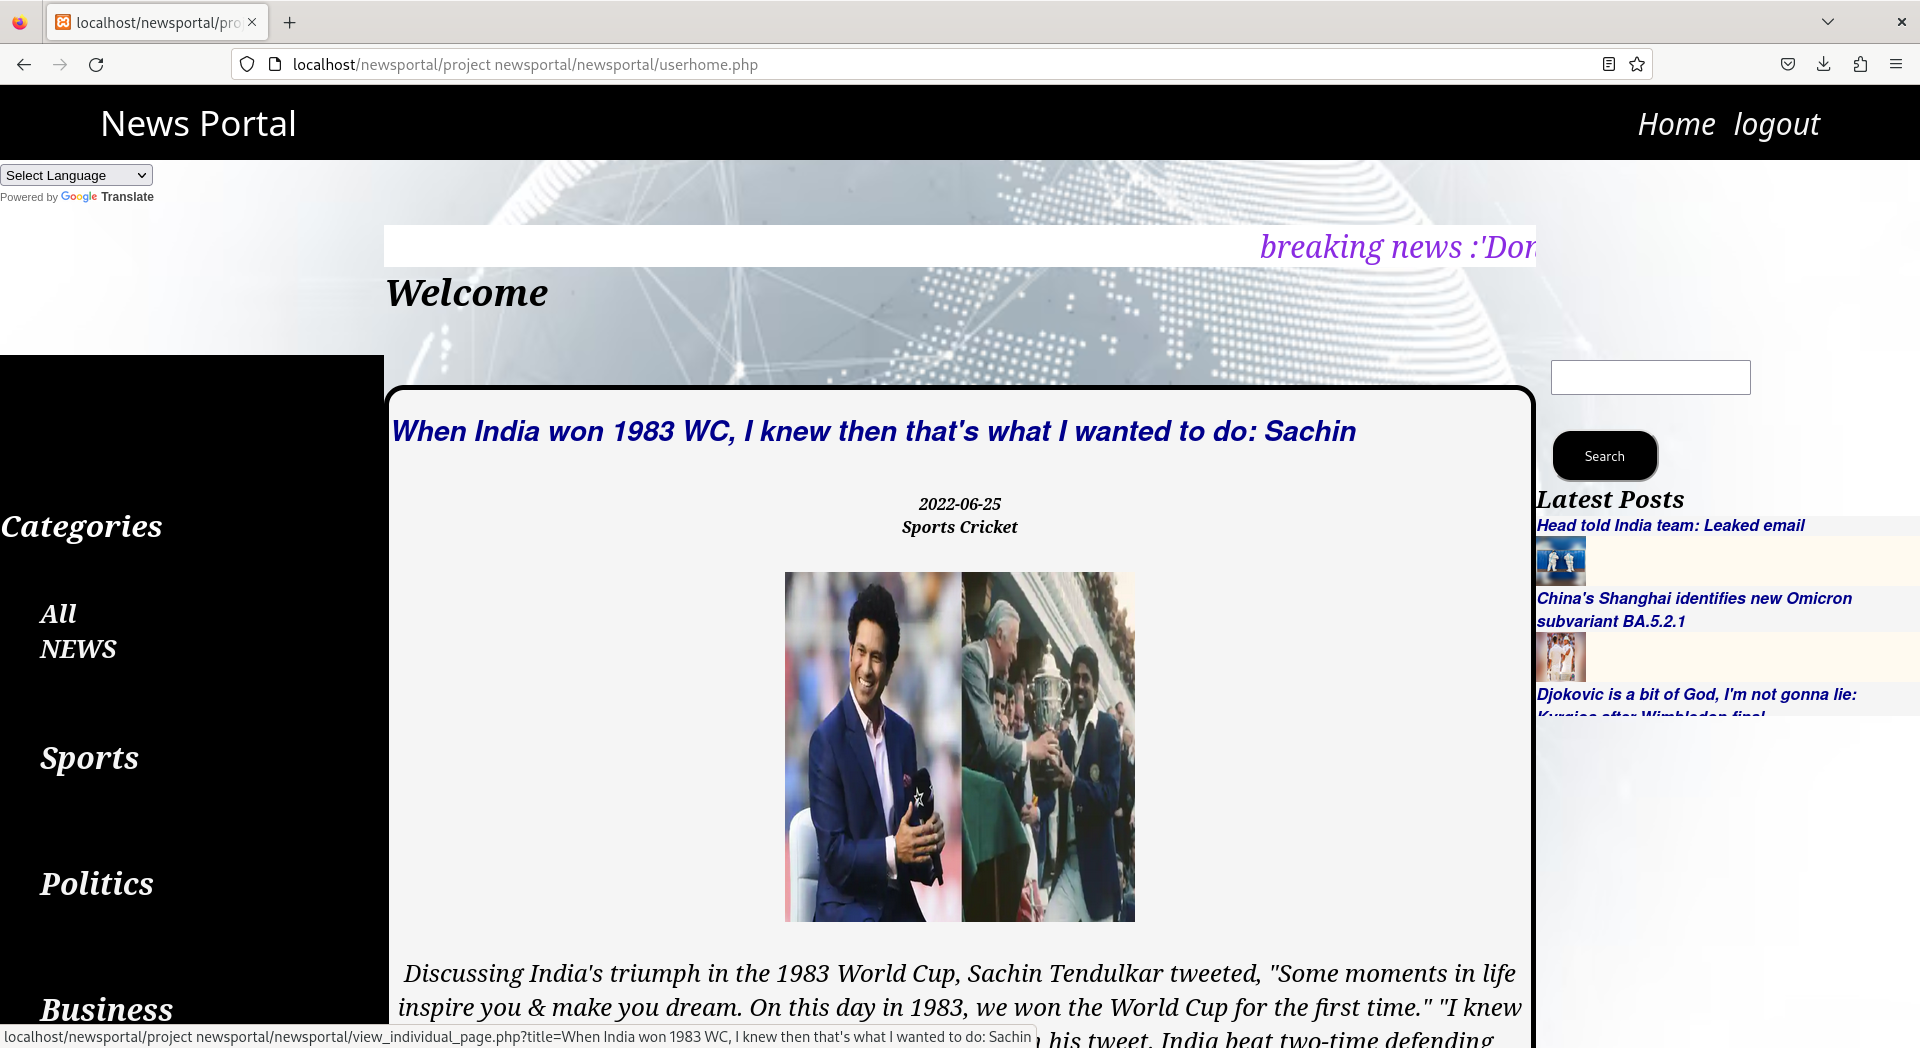 localhost/newsportal/pro
localhost/newsportal/project newsportal/newsportal/userhome.php
News Portal
Home logout
Select Language
Powered by Google Translate
breaking news :'Don
Welcome
When India won 1983 WC, I knew then that's what I wanted to do: Sachin
2022-06-25
Sports Cricket
Discussing India's triumph in the 1983 World Cup, Sachin Tendulkar tweeted, "Some moments in life
inspire you & make you dream. On this day in 1983, we won the World Cup for the first time." "I knew
his tweet. India beat two-time defending
Categories
All
NEWS
Sports
Politics
Business
Search
Latest Posts
Head told India team: Leaked email
China's Shanghai identifies new Omicron
subvariant BA.5.2.1
Djokovic is a bit of God, I'm not gonna lie:
Kyrgios after Wimbledon final
localhost/newsportal/project newsportal/newsportal/view_individual_page.php?title=When India won 1983 WC, I knew then that's what I wanted to do: Sachin